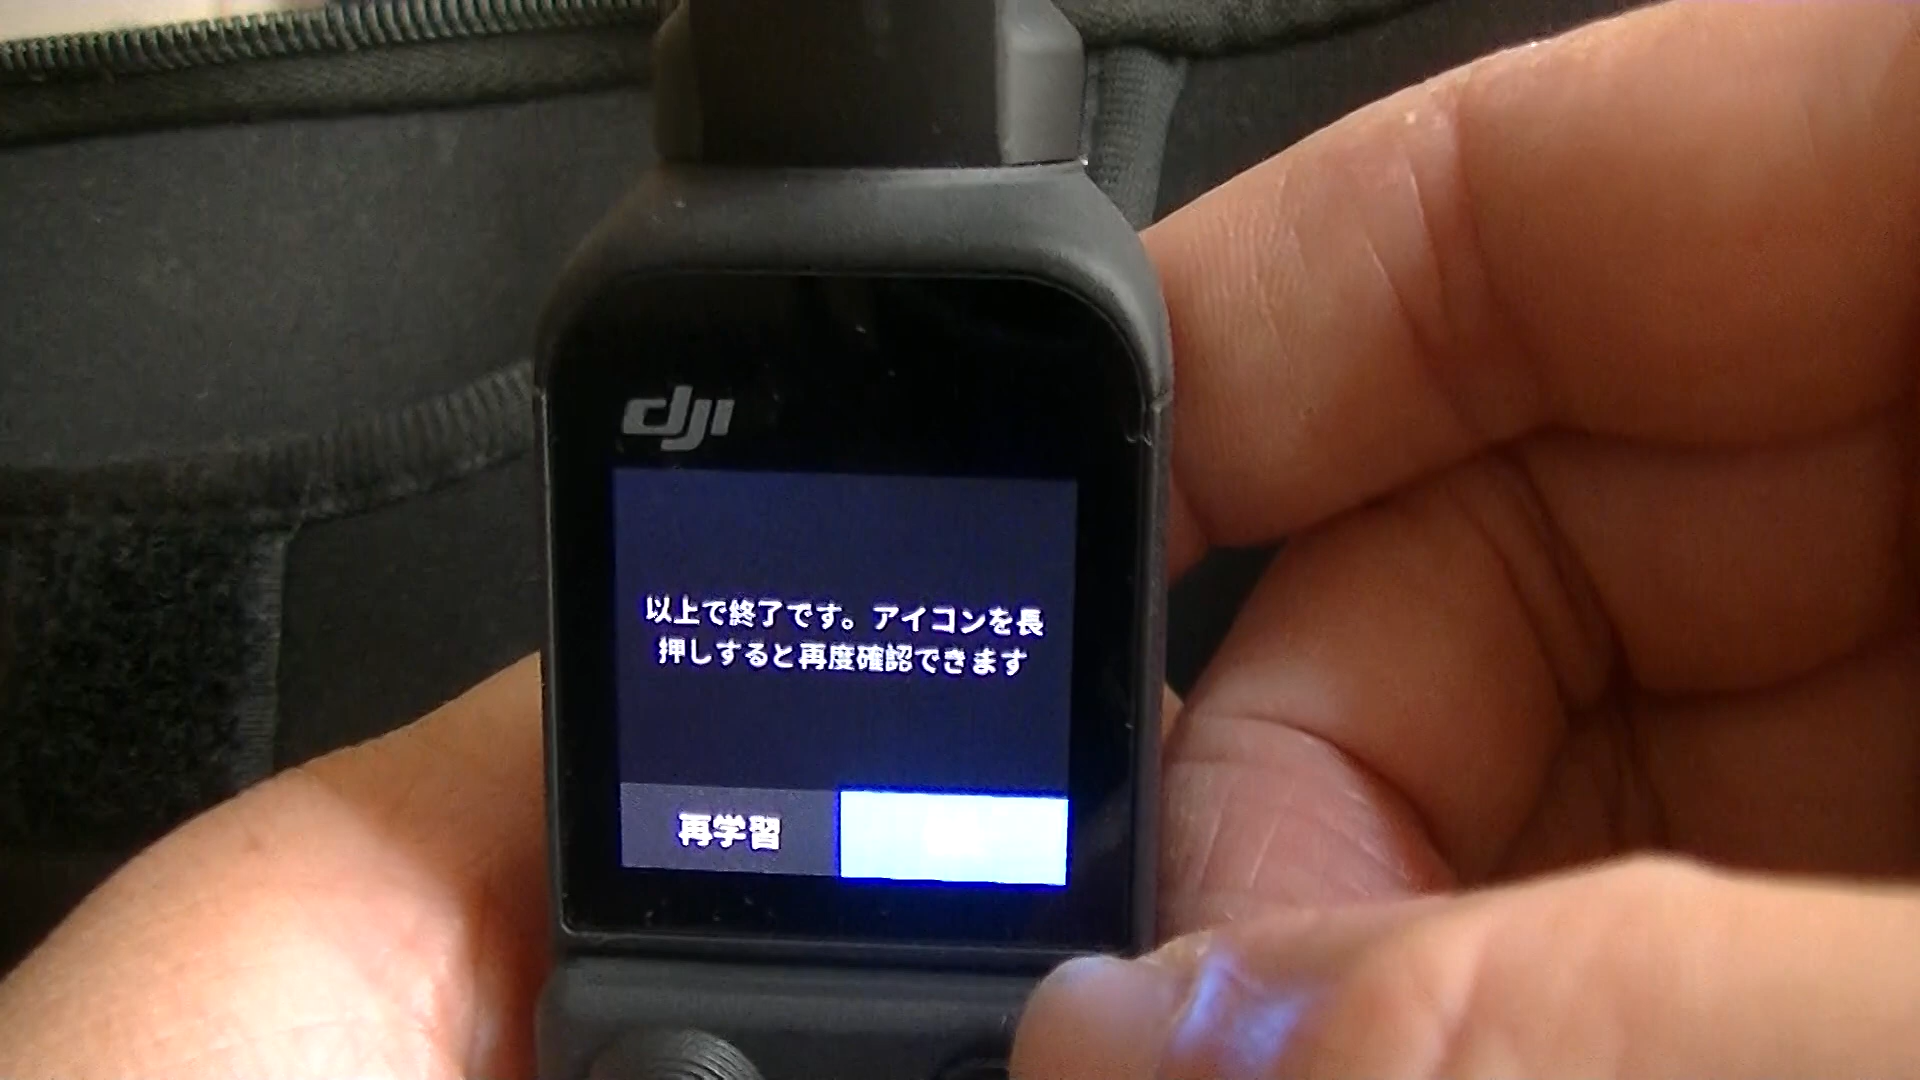 dji
以上で終了です。アイコンを長
押しすると再度確認できます
再学習